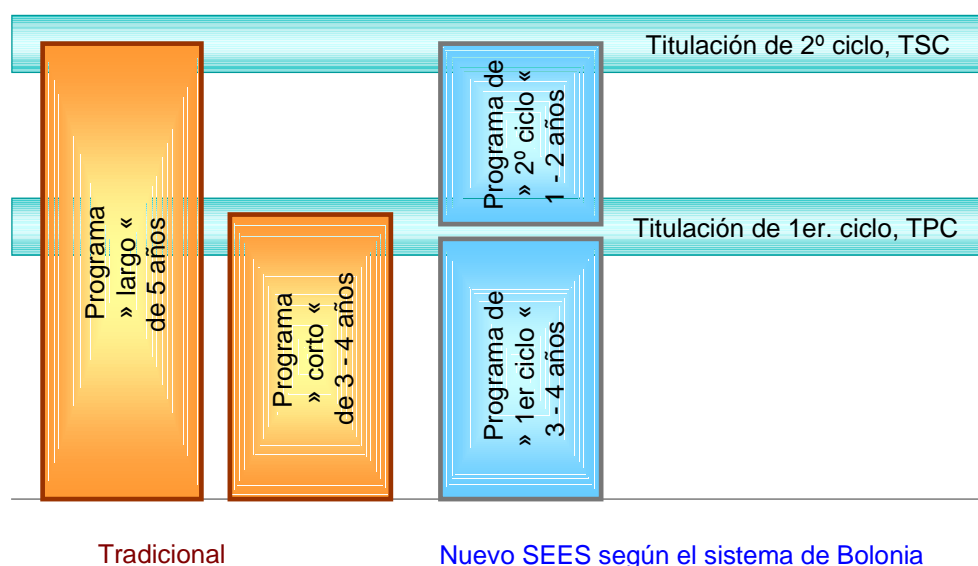 Titulación de 2º ciclo, TSC
Programa de
» 2º ciclo «
1 - 2 años
Titulación de 1er. ciclo, TPC
Programa
» largo «
de 5 años
Programa
» corto «
de 3 - 4 años
Programa de
» 1er ciclo «
3 - 4 años
Tradicional
Nuevo SEES según el sistema de Bolonia